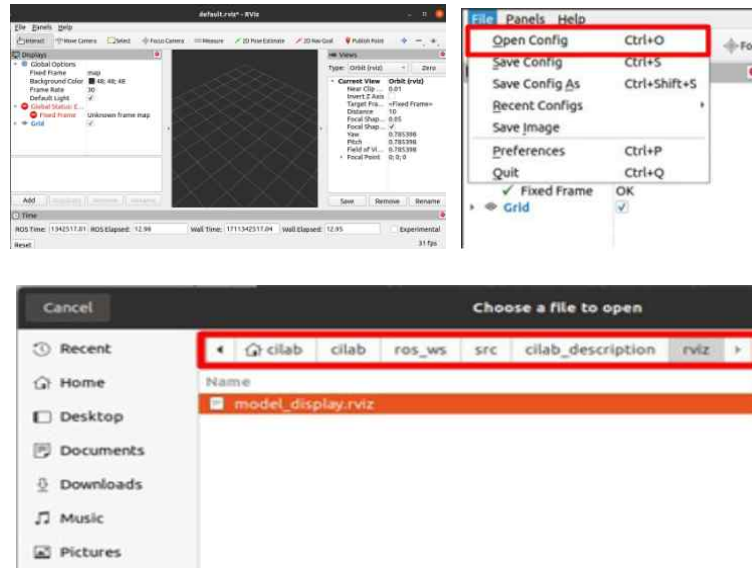 default.rviz* - RViz
File Panels Help
Interact Move Camera Select Focus Camera Measure 2D Pose Estimate 2D Nav Goal Publish Point
Displays
Global Options
Fixed Frame map
Background Color 48; 48; 48
Frame Rate 30
Default Light ✓
Global Status: E...
Fixed Frame Unknown frame map
Grid ✓
Add Rename
Views
Type: Orbit (rviz) Zero
Current View Orbit (rviz)
Near Clip ... 0.01
Invert Z Axis
Target Fra... <Fixed Frame>
Distance 10
Focal Shap... 0.05
Focal Shap... ✓
Yaw 0.785398
Pitch 0.785398
Field of Vi... 0.785398
Focal Point 0; 0; 0
Save Remove Rename
Time
ROS Time: ROS Elapsed: 12.96 Wall Time: Wall Elapsed: 12.95 Experimental
Reset 31 fps
File Panels Help
Open Config Ctrl+O
Save Config Ctrl+S
Save Config As Ctrl+Shift+S
Recent Configs
Save Image
Preferences Ctrl+P
Quit Ctrl+Q
Fo
✓ Fixed Frame OK
Grid ✓
Cancel Choose a file to open
Recent
Home
Desktop
Documents
Downloads
Music
Pictures
cilab cilab ros_ws src cilab_description rviz
Name
model_display.rviz